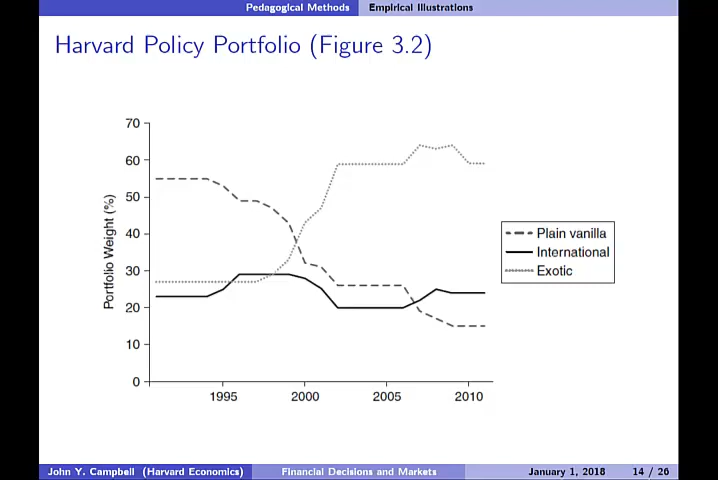 Pedagogical Methods Empirical Illustrations
Harvard Policy Portfolio (Figure 3.2)
70
60
50
40
30
20
10
0
Portfolio Weight (%)
1995 2000 2005 2010
Plain vanilla
International
Exotic
John Y. Campbell (Harvard Economics) Financial Decisions and Markets January 1, 2018 14 / 26